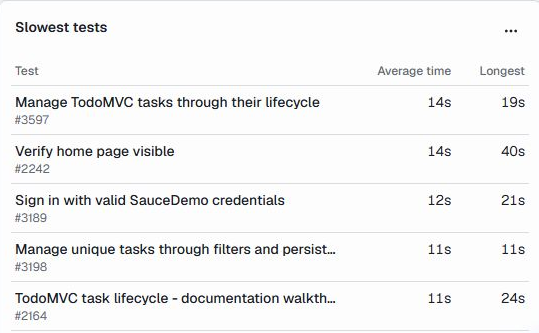 Slowest tests
...
Test Average time Longest
Manage TodoMVC tasks through their lifecycle 14s 19s
#3597
Verify home page visible 14s 40s
#2242
Sign in with valid SauceDemo credentials 12s 21s
#3189
Manage unique tasks through filters and persist... 11s 11s
#3198
TodoMVC task lifecycle - documentation walkth... 11s 24s
#2164